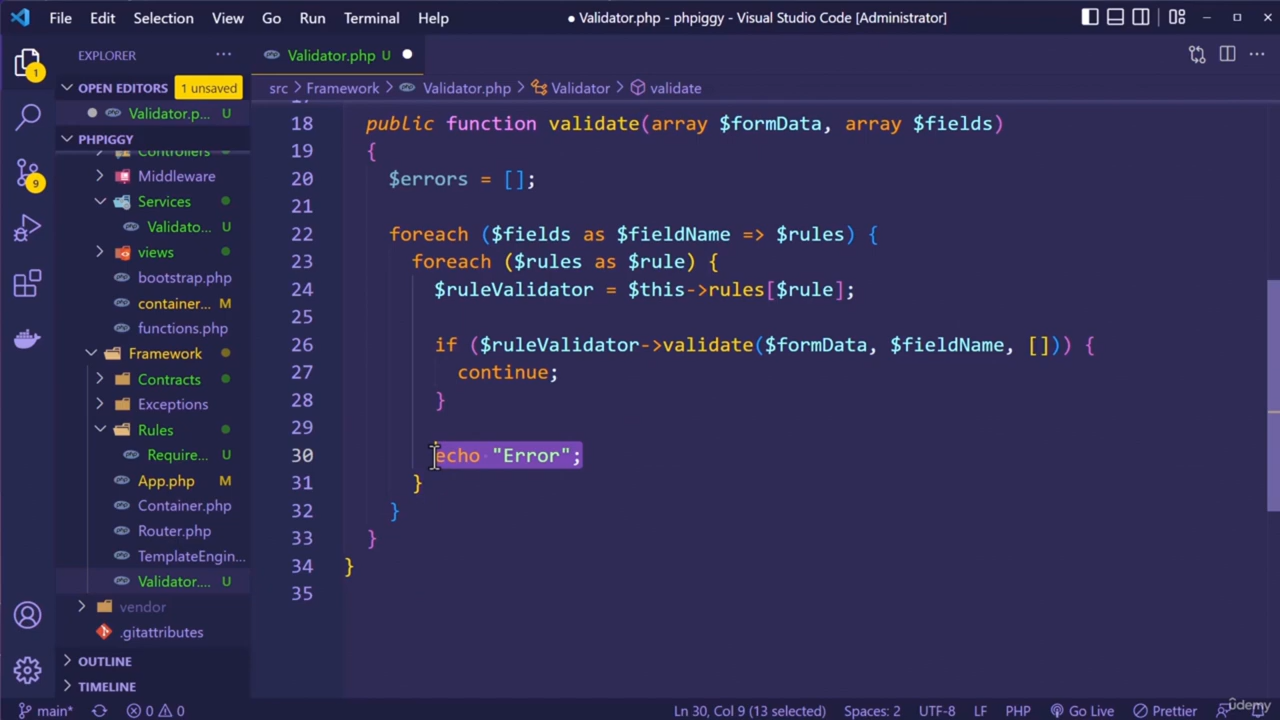 File Edit Selection View Go Run Terminal Help ● Validator.php - phpiggy - Visual Studio Code [Administrator]
EXPLORER ...
Validator.php U ●
OPEN EDITORS 1 unsaved
src > Framework > Validator.php > Validator > validate
Validator.p... U
PHPIGGY
Controllers
Middleware
Services
Validato... U
views
bootstrap.php
container... M
functions.php
Framework
Contracts
Exceptions
Rules
Require... U
App.php M
Container.php
Router.php
TemplateEngin...
Validator.... U
vendor
.gitattributes
OUTLINE
TIMELINE
1
9
17
18 public function validate(array $formData, array $fields)
19 {
20 $errors = [];
21
22 foreach ($fields as $fieldName => $rules) {
23 foreach ($rules as $rule) {
24 $ruleValidator = $this->rules[$rule];
25
26 if ($ruleValidator->validate($formData, $fieldName, [])) {
27 continue;
28 }
29
30 echo "Error";
31 }
32 }
33 }
34 }
35
main* 0 0 Ln 30, Col 9 (13 selected) Spaces: 2 UTF-8 LF PHP Go Live Prettier
ûdemy